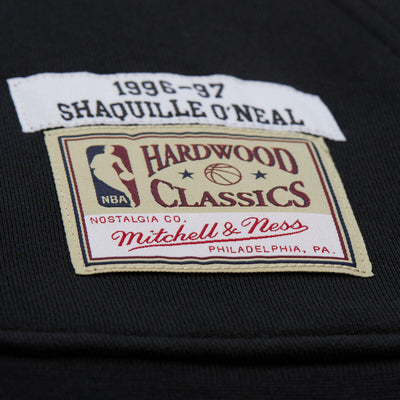 1996-97
SHAQUILLE O'NEAL
HARDWOOD
NBA
CLASSICS
NOSTALGIA CO.
Mitchell & Ness
PHILADELPHIA, PA.